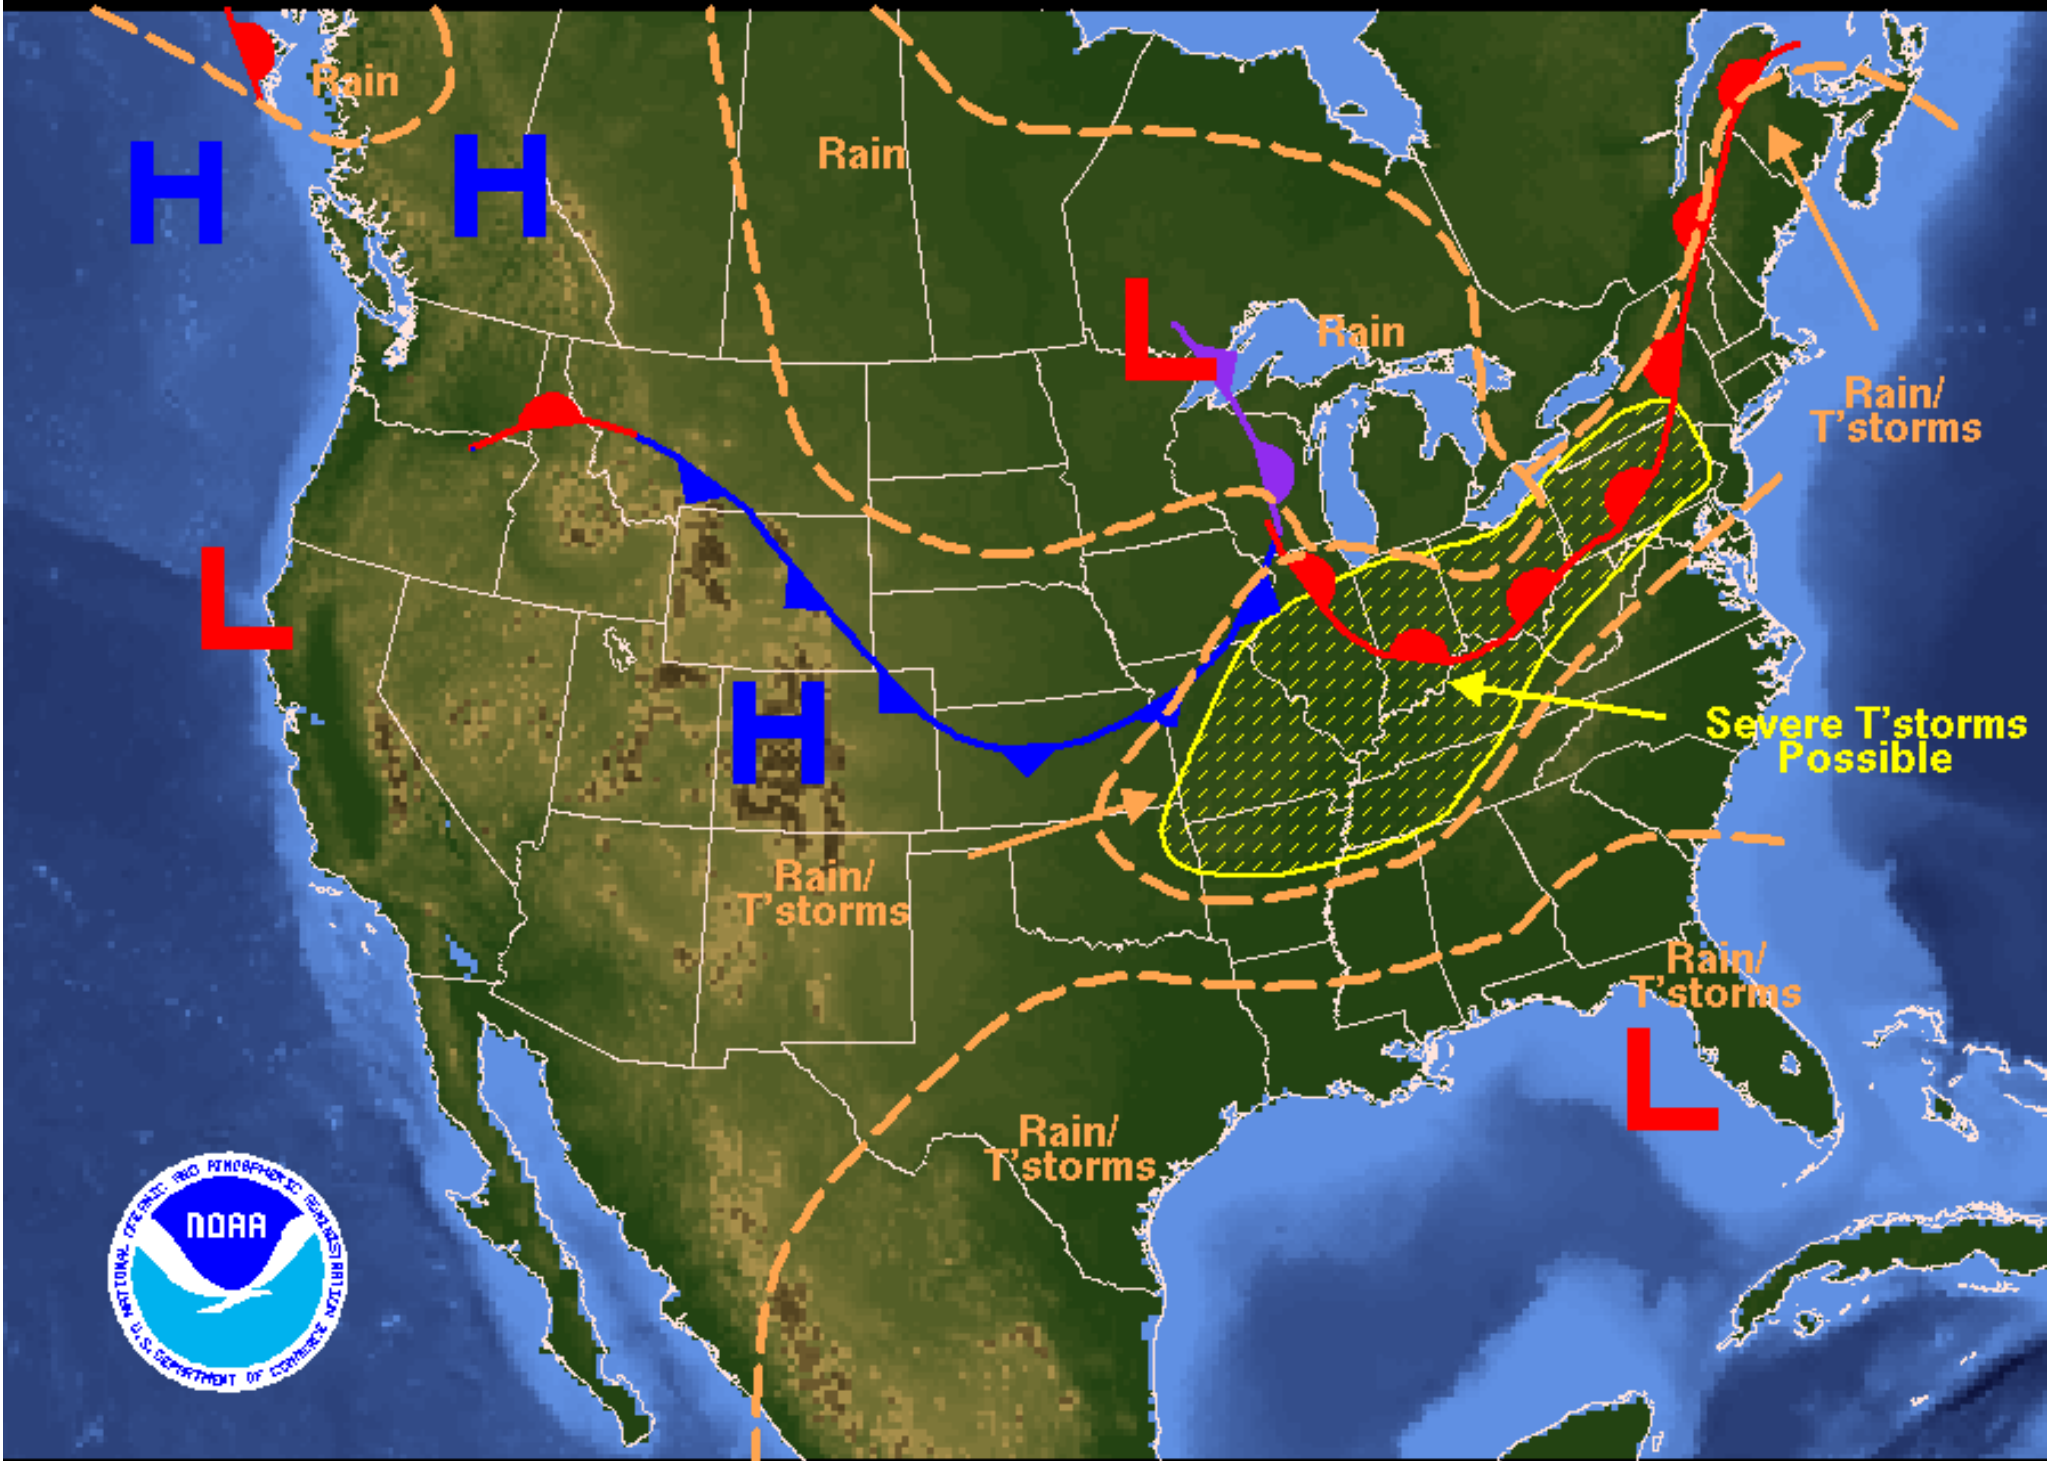 Rain
H
H
Rain
L
Rain
Rain/
T'storms
L
H
Severe T'storms
Possible
Rain/
T'storms
Rain/
T'storms
L
Rain/
T'storms
NATIONAL OCEANIC AND ATMOSPHERIC ADMINISTRATION
NOAA
U.S. DEPARTMENT OF COMMERCE